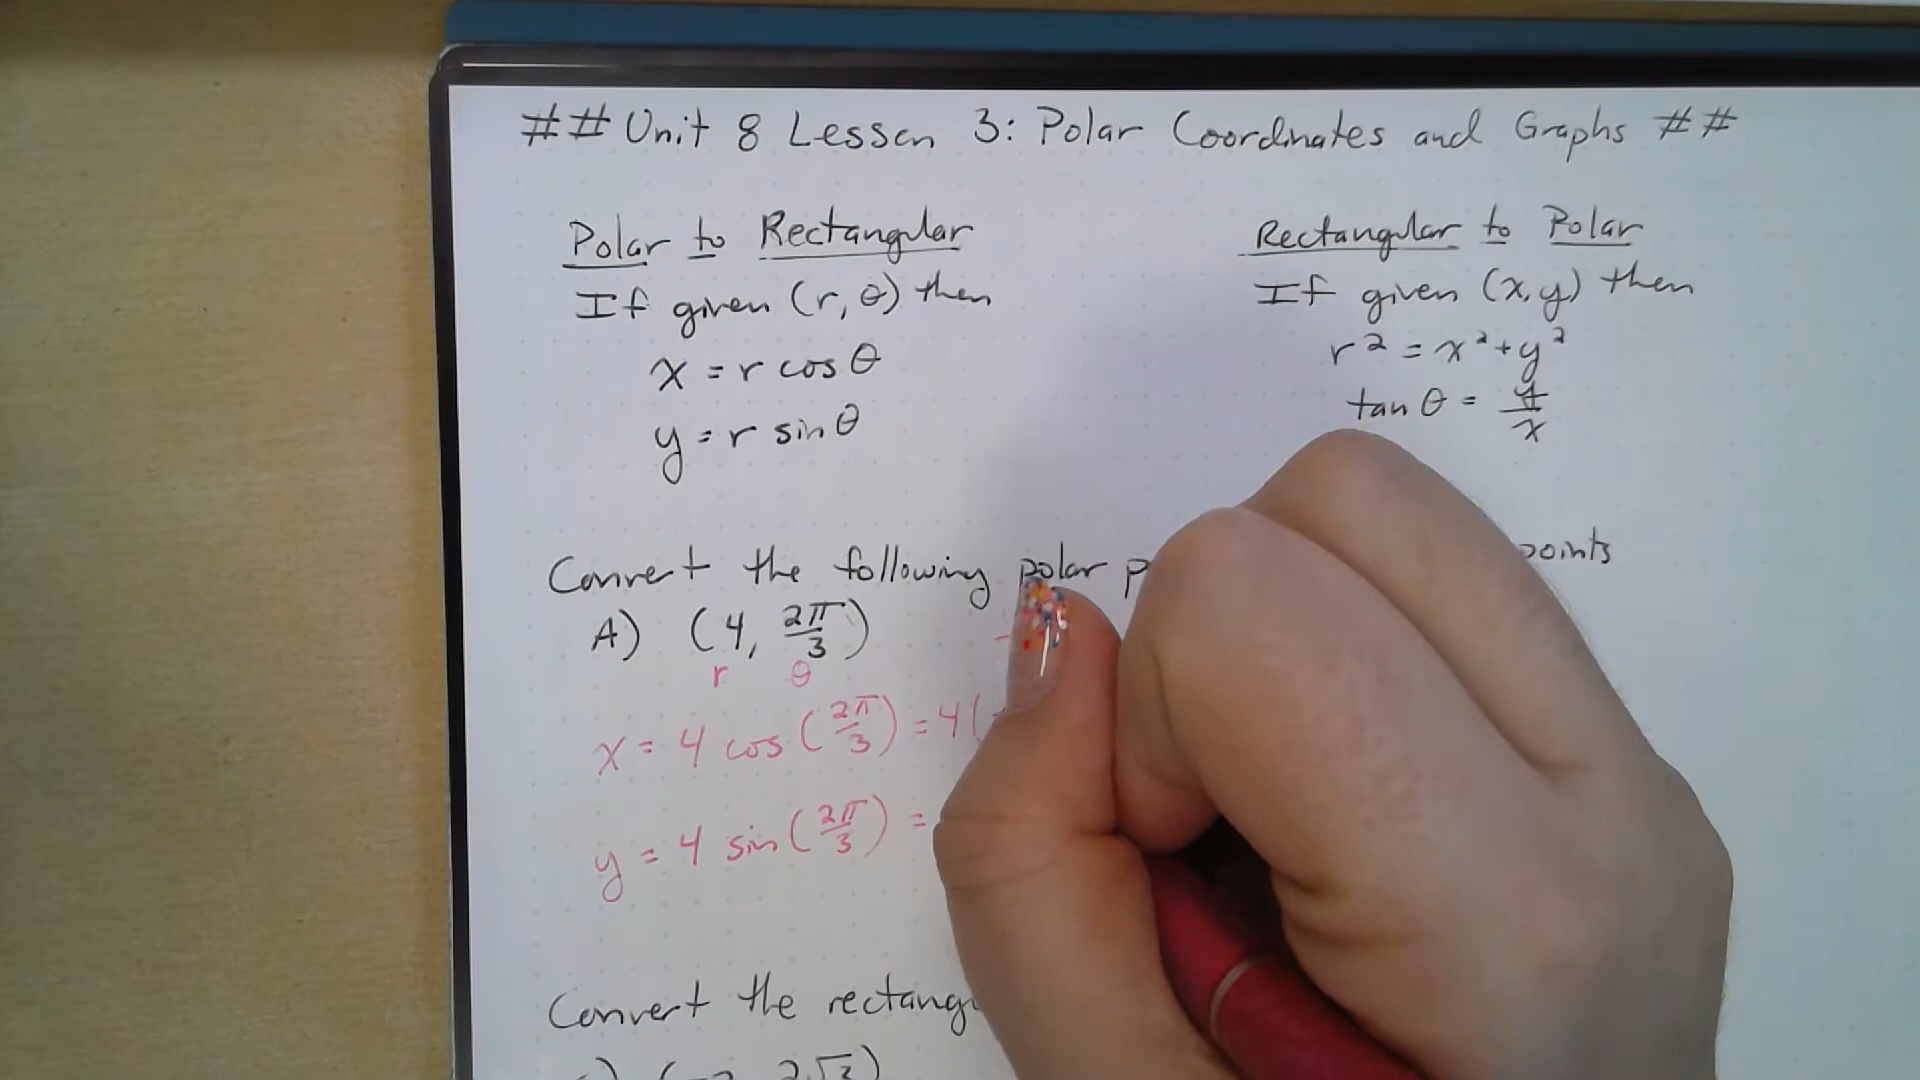 ## Unit 8 Lesson 3: Polar Coordinates and Graphs ##
Polar to Rectangular
If given (r, θ) then
x = r cos θ
y = r sin θ
Rectangular to Polar
If given (x, y) then
r² = x² + y²
tan θ = y/x
Convert the following polar p
points
A) (4, 2π/3)
r θ
x = 4 cos (2π/3) = 4(
y = 4 sin (2π/3) =
Convert the rectang